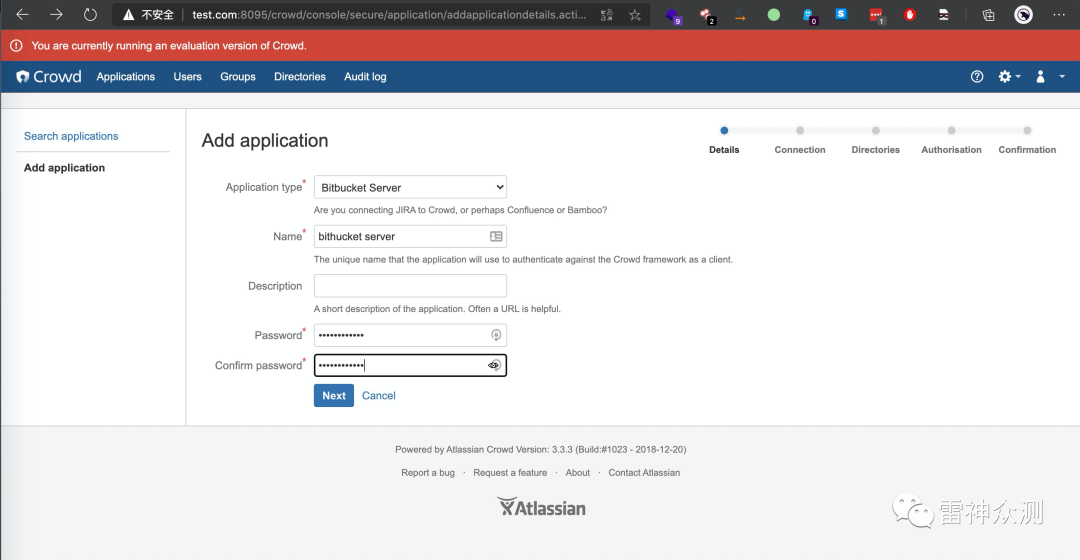 不安全 test.com:8095/crowd/console/secure/application/addapplicationdetails.acti...
9
2
0
1
You are currently running an evaluation version of Crowd.
Crowd Applications Users Groups Directories Audit log
Search applications
Add application
Add application
Details Connection Directories Authorisation Confirmation
Application type* Bitbucket Server
Are you connecting JIRA to Crowd, or perhaps Confluence or Bamboo?
Name* bithucket server
The unique name that the application will use to authenticate against the Crowd framework as a client.
Description
A short description of the application. Often a URL is helpful.
Password* ••••••••••••
Confirm password* ••••••••••••
Next Cancel
Powered by Atlassian Crowd Version: 3.3.3 (Build:#1023 - 2018-12-20)
Report a bug · Request a feature · About · Contact Atlassian
Atlassian
雷神众测